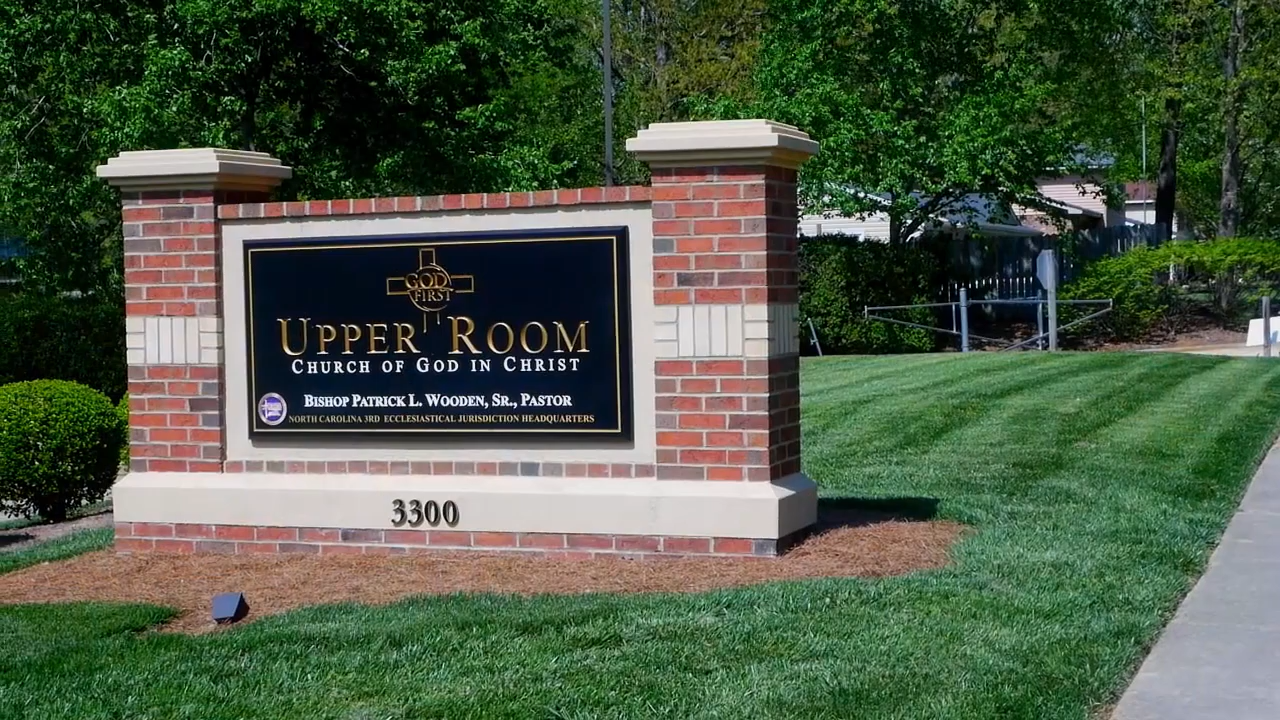 GOD
FIRST
UPPER ROOM
CHURCH OF GOD IN CHRIST
BISHOP PATRICK L. WOODEN, SR., PASTOR
NORTH CAROLINA 3RD ECCLESIASTICAL JURISDICTION HEADQUARTERS
3300